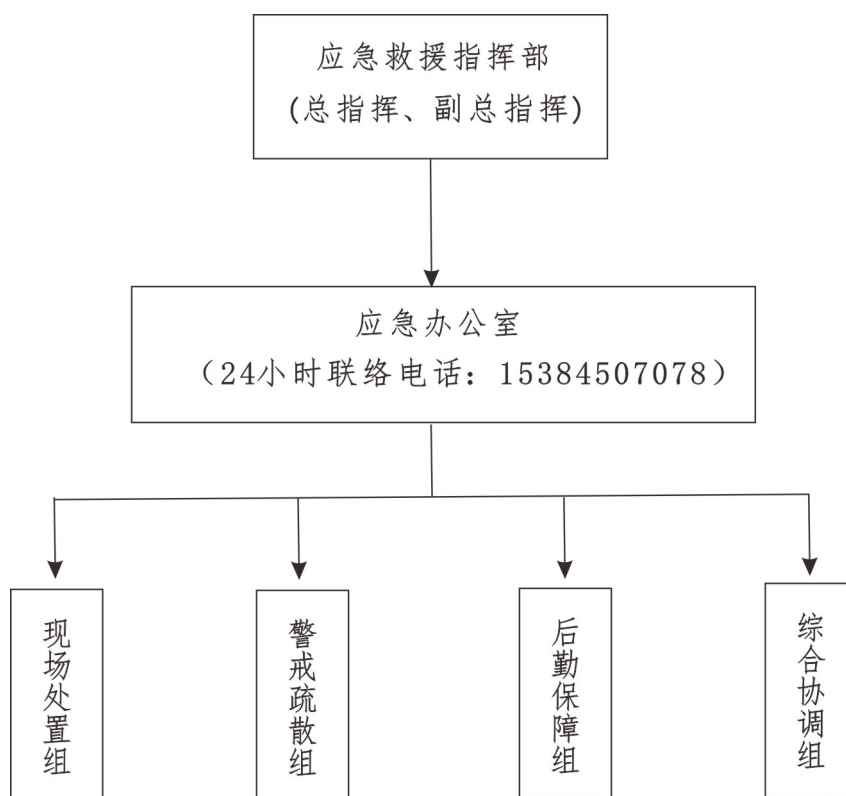 应急救援指挥部
(总指挥、副总指挥)
应急办公室
（24小时联络电话：15384507078）
现场处置组
警戒疏散组
后勤保障组
综合协调组